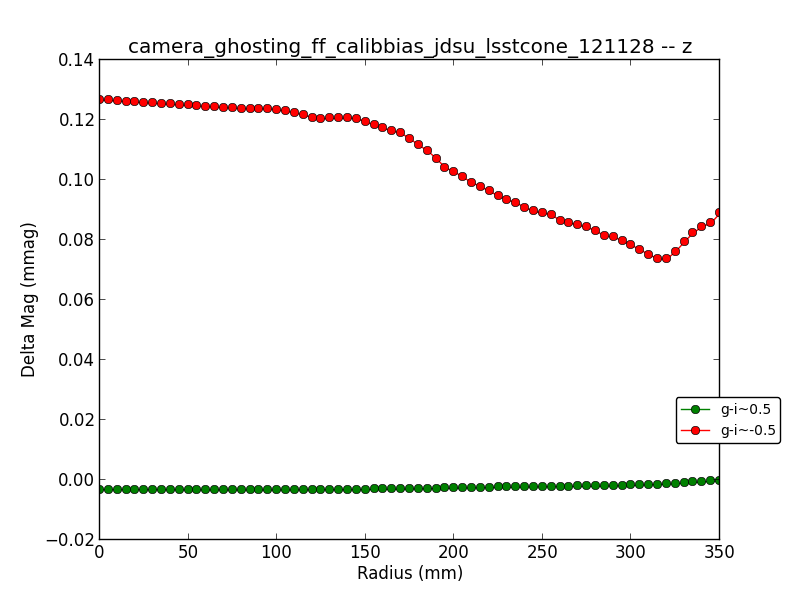 camera_ghosting_ff_calibbias_jdsu_lsstcone_121128 -- z
Delta Mag (mmag)
0.14
0.12
0.10
0.08
0.06
0.04
0.02
0.00
−0.02
g-i~0.5
g-i~-0.5
0 50 100 150 200 250 300 350
Radius (mm)